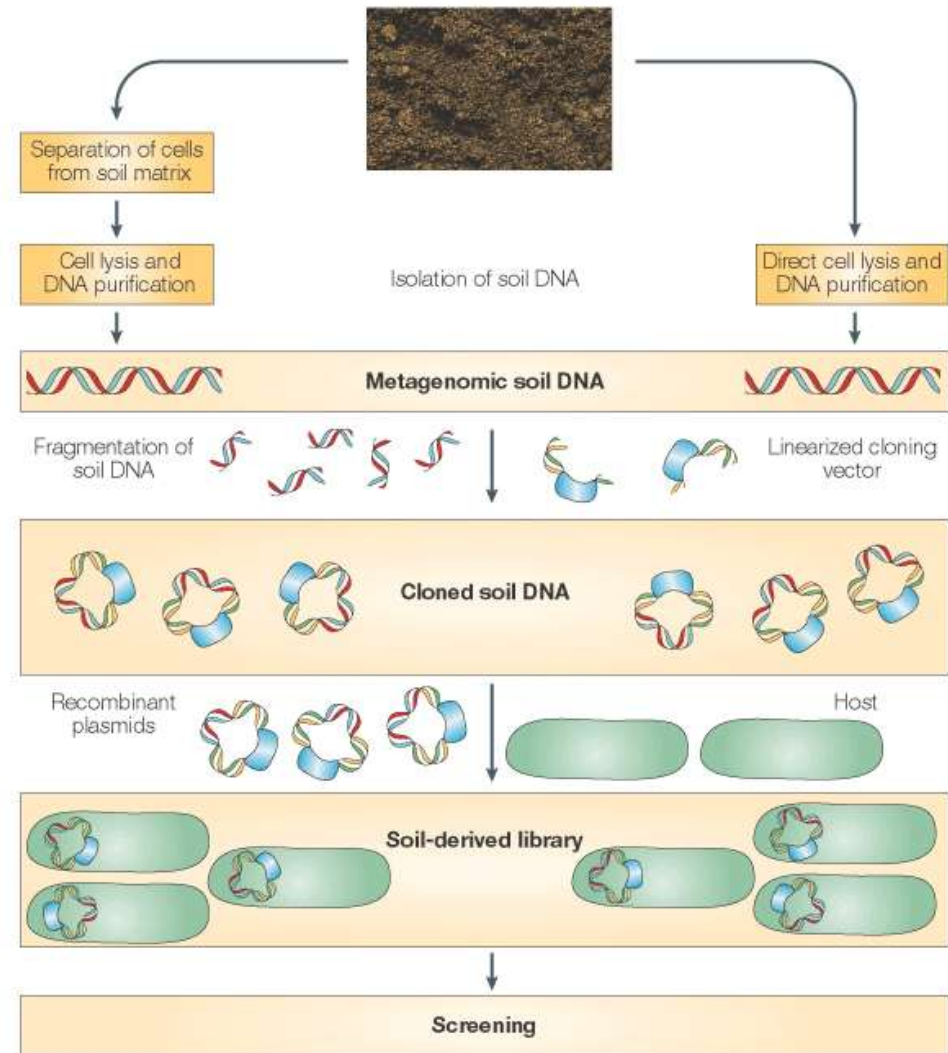 Separation of cells
from soil matrix
Cell lysis and
DNA purification
Isolation of soil DNA
Direct cell lysis and
DNA purification
Metagenomic soil DNA
Fragmentation of
soil DNA
Linearized cloning
vector
Cloned soil DNA
Recombinant
plasmids
Host
Soil-derived library
Screening